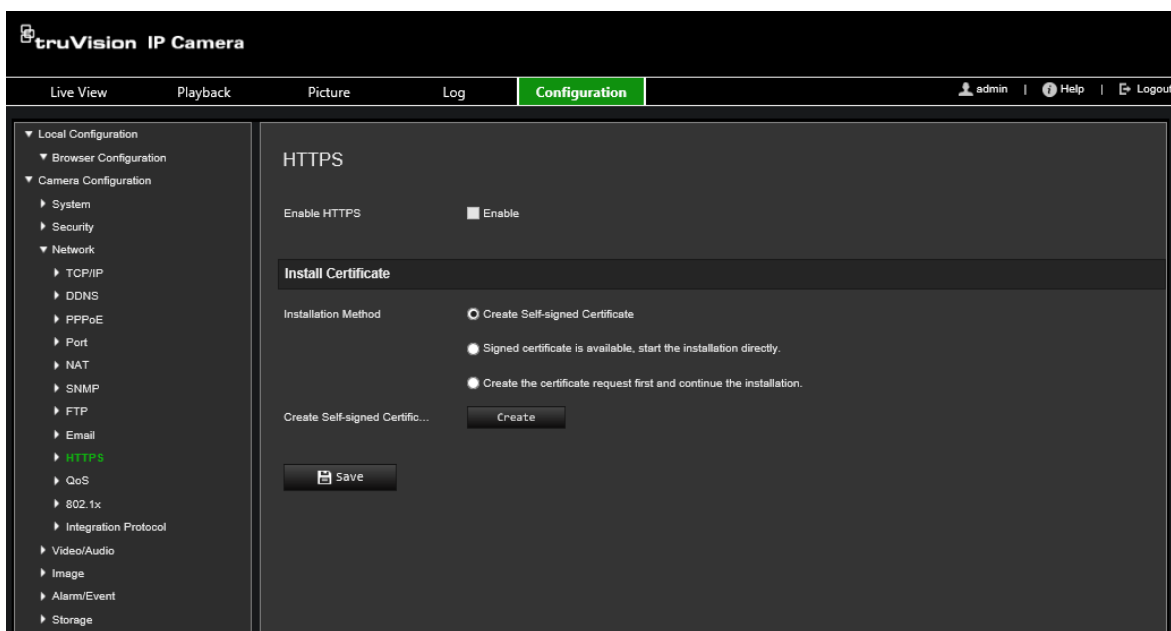 truVision IP Camera
Live View Playback Picture Log Configuration admin | Help | Logout
Local Configuration
Browser Configuration
Camera Configuration
System
Security
Network
TCP/IP
DDNS
PPPoE
Port
NAT
SNMP
FTP
Email
HTTPS
QoS
802.1x
Integration Protocol
Video/Audio
Image
Alarm/Event
Storage
HTTPS
Enable HTTPS Enable
Install Certificate
Installation Method Create Self-signed Certificate
Signed certificate is available, start the installation directly.
Create the certificate request first and continue the installation.
Create Self-signed Certific... Create
Save